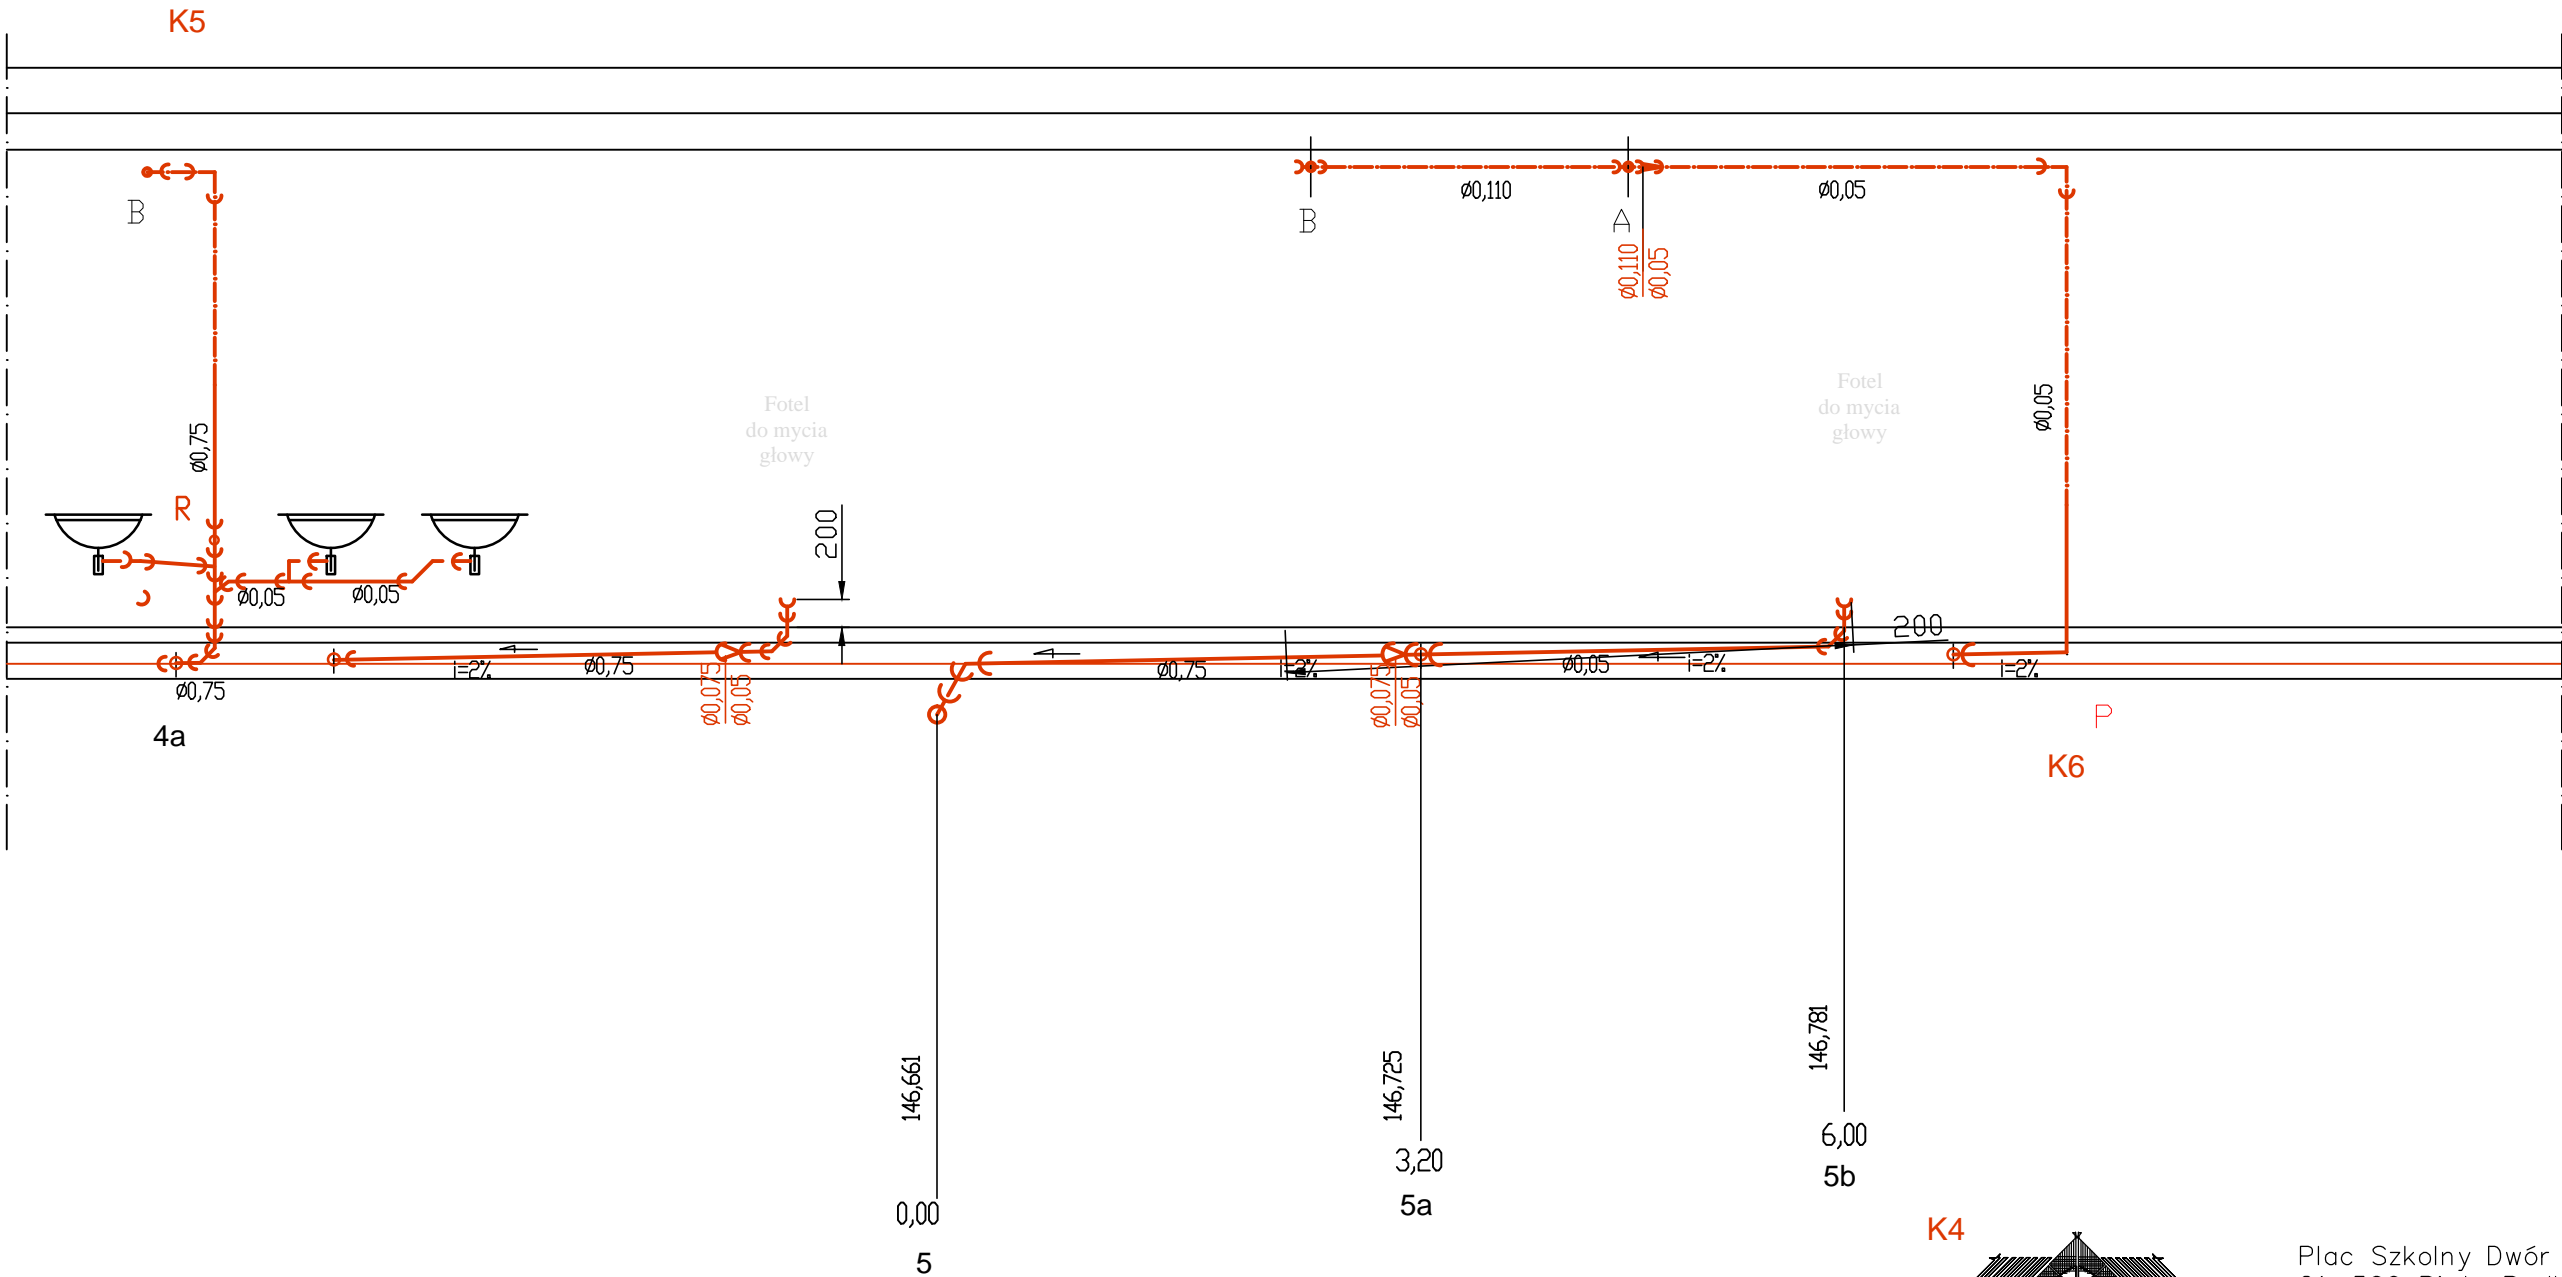 K5
B
ø0,110
ø0,05
B
A
ø0,110
ø0,05
Fotel
do mycia
głowy
Fotel
do mycia
głowy
ø0,05
ø0,75
R
200
ø0,05
ø0,05
200
ø0,75
i=2%
ø0,75
ø0,075
ø0,05
ø0,75
i=2%
ø0,075
ø0,05
ø0,05
i=2%
i=2%
P
4a
K6
146,661
146,725
146,781
6,00
5b
3,20
5a
0,00
5
K4
Plac Szkolny Dwór